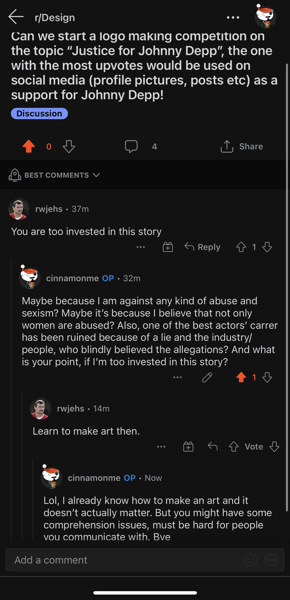 r/Design
Can we start a logo making competition on
the topic “Justice for Johnny Depp”, the one
with the most upvotes would be used on
social media (profile pictures, posts etc) as a
support for Johnny Depp!
Discussion
0
4
Share
BEST COMMENTS
rwjehs • 37m
You are too invested in this story
Reply
1
cinnamonme OP • 32m
Maybe because I am against any kind of abuse and
sexism? Maybe it’s because I believe that not only
women are abused? Also, one of the best actors’ carrer
has been ruined because of a lie and the industry/
people, who blindly believed the allegations? And what
is your point, if I’m too invested in this story?
1
rwjehs • 14m
Learn to make art then.
Vote
cinnamonme OP • Now
Lol, I already know how to make an art and it
doesn’t actually matter. But you might have some
comprehension issues, must be hard for people
you communicate with. Bye
Add a comment